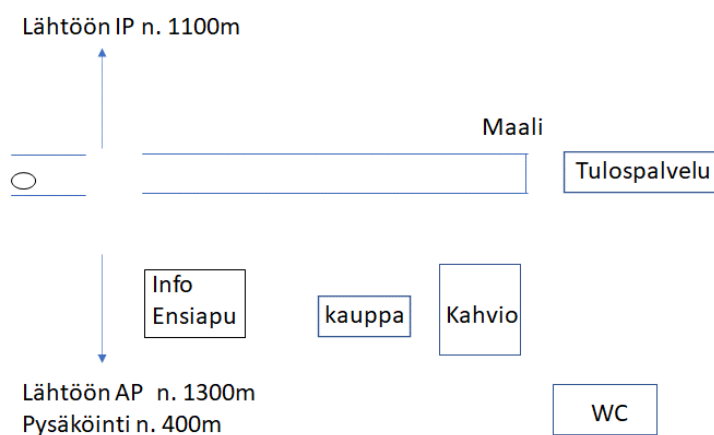 Lähtöön IP n. 1100m
Maali
Tulospalvelu
Info
Ensiapu
kauppa
Kahvio
Lähtöön AP n. 1300m
Pysäköinti n. 400m
WC